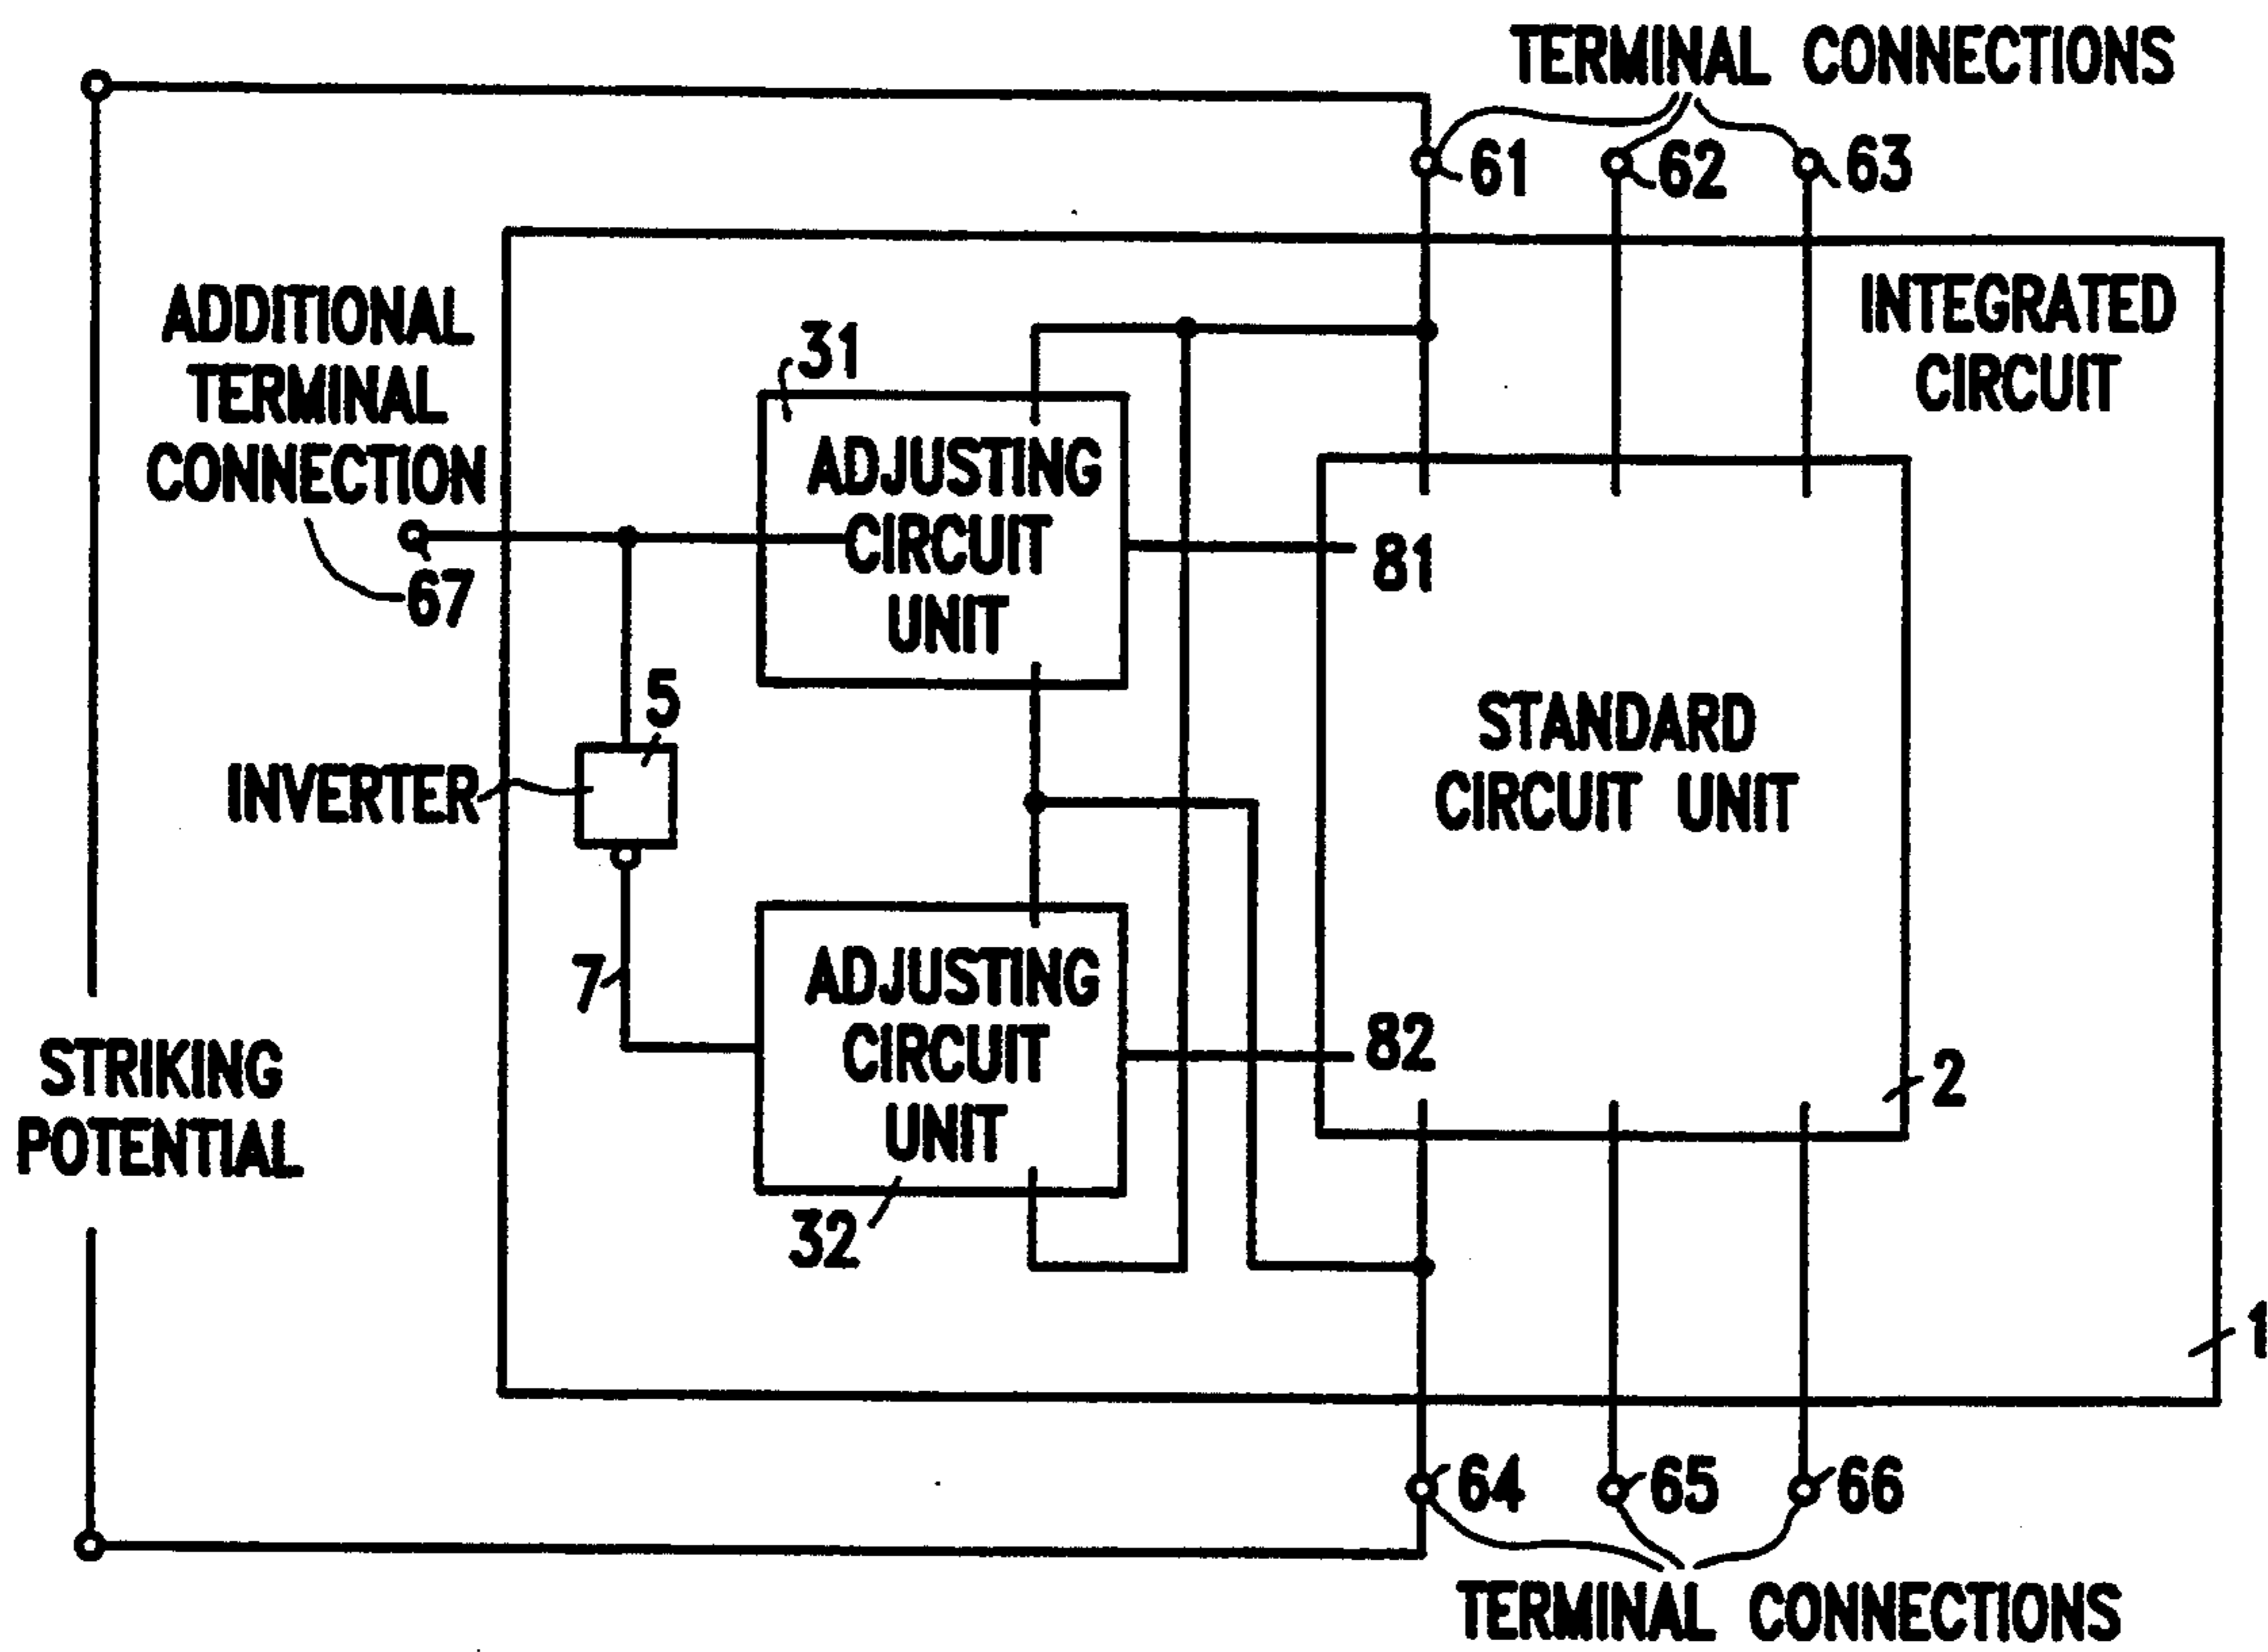 TERMINAL CONNECTIONS
61
62
63
INTEGRATED
CIRCUIT
ADDITIONAL
TERMINAL
CONNECTION
67
31
ADJUSTING
CIRCUIT
UNIT
81
5
INVERTER
STANDARD
CIRCUIT UNIT
7
ADJUSTING
CIRCUIT
UNIT
82
2
STRIKING
POTENTIAL
32
1
64
65
66
TERMINAL CONNECTIONS